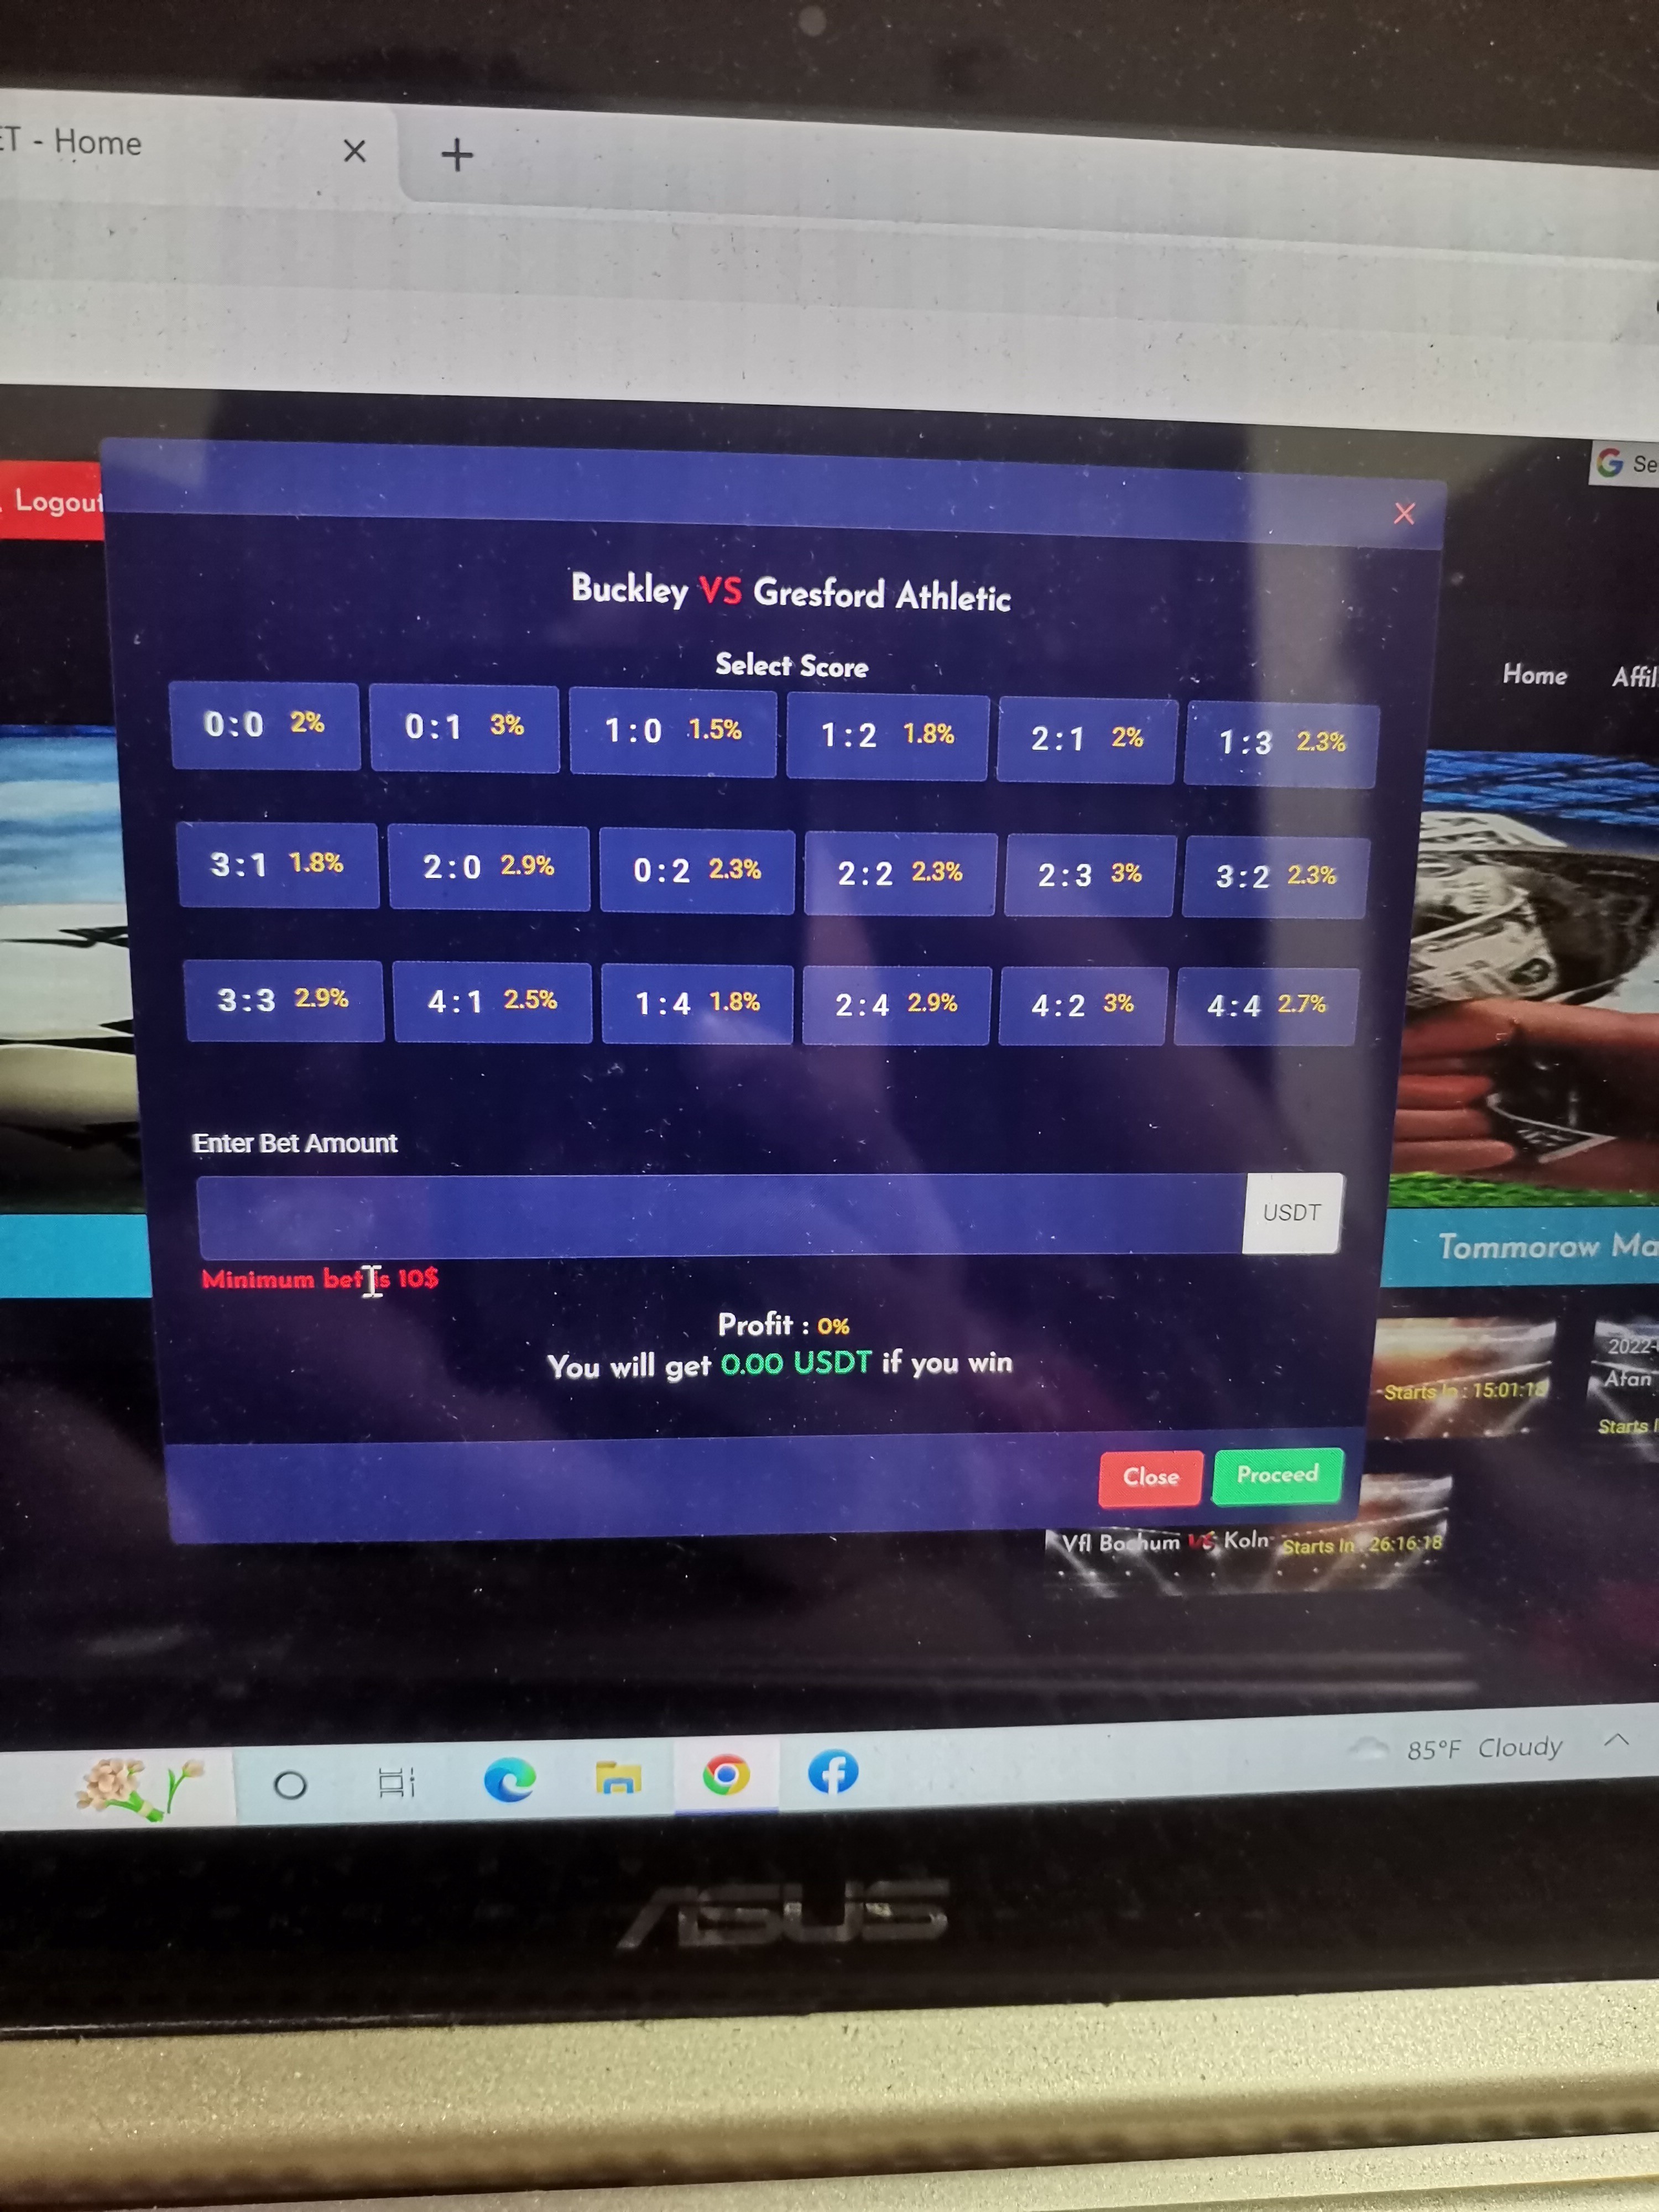 - Home
Logout
Se
Buckley VS Gresford Athletic
Select Score
Home Affil
0:0 2% 0:1 3% 1:0 1.5% 1:2 1.8% 2:1 2% 1:3 2.3%
3:1 1.8% 2:0 2.9% 0:2 2.3% 2:2 2.3% 2:3 3% 3:2 2.3%
3:3 2.9% 4:1 2.5% 1:4 1.8% 2:4 2.9% 4:2 3% 4:4 2.7%
Enter Bet Amount
USDT
Tommorow Ma
Minimum bet is 10$
Profit : 0%
You will get 0.00 USDT if you win
2022-
Afan
Starts In : 15:01:18
Starts I
Close Proceed
Vfl Bochum VS Koln Starts In : 26:16:18
85°F Cloudy
ASUS